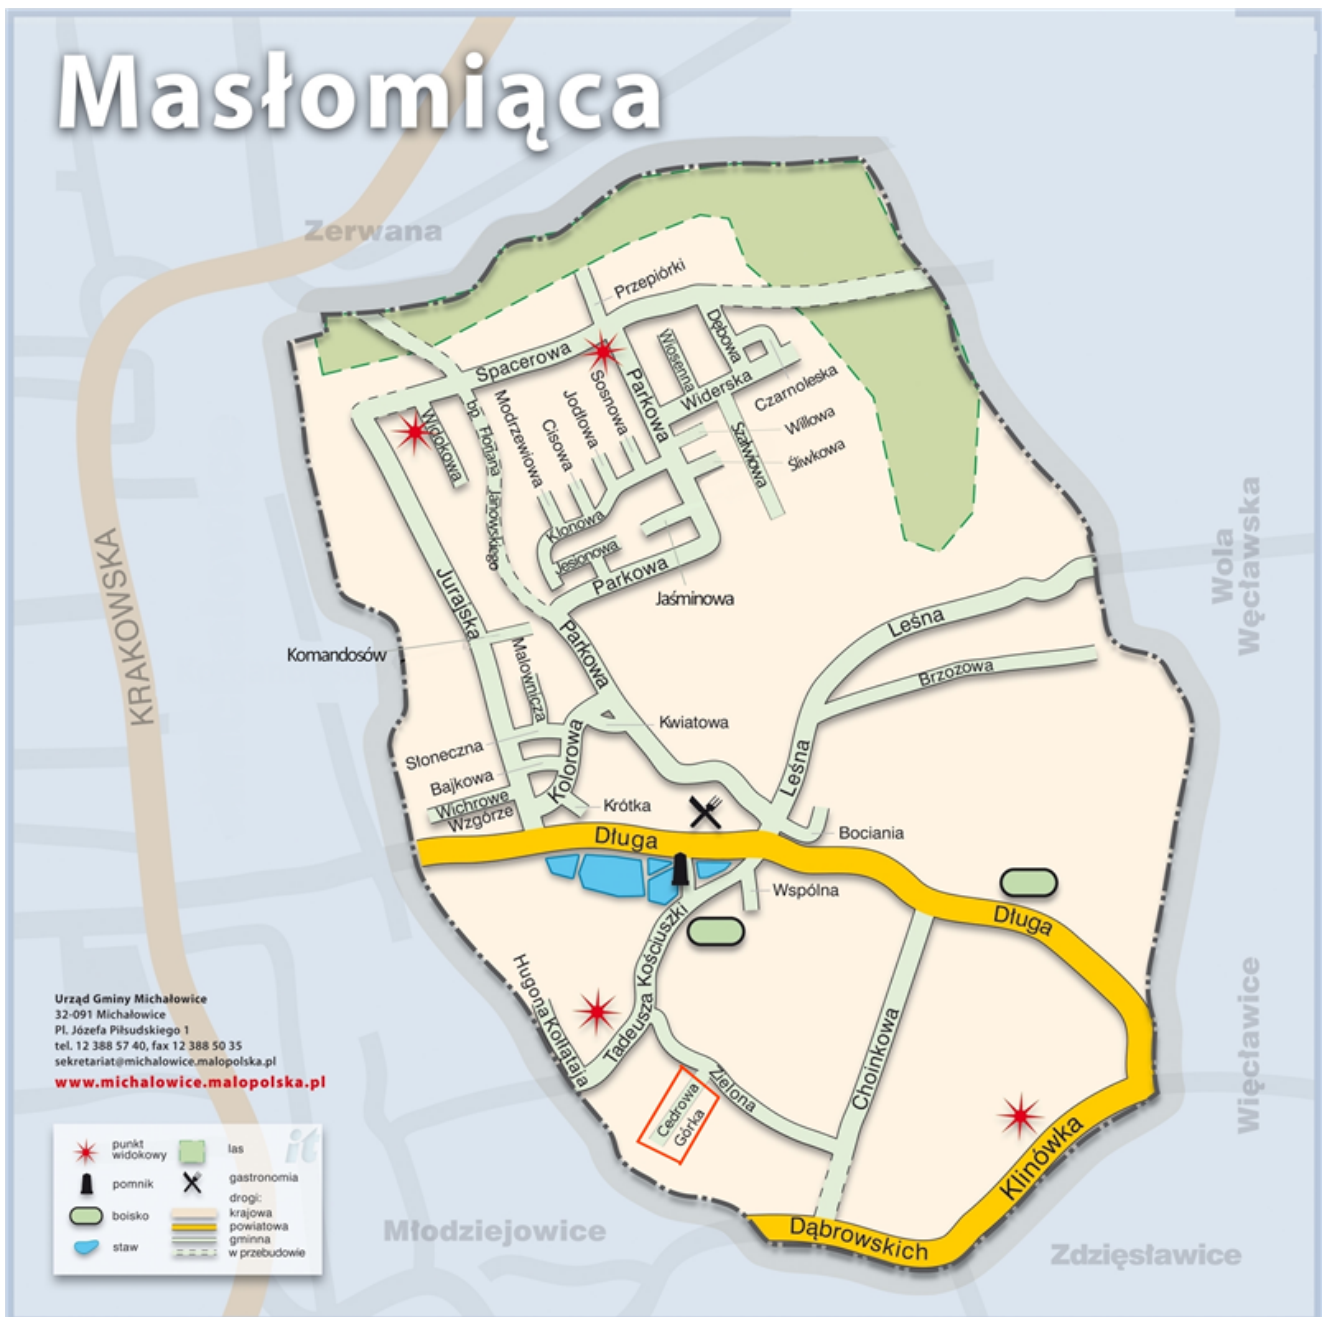 Masłomiąca
Zerwana
Przepiórki
Spacerowa
Dębowa
Wiosenna
Widerska
Czarnoleska
Parkowa
Sosnowa
Jodłowa
Cisowa
Modrzewiowa
Willowa
Śliwkowa
Szałwiowa
Widokowa
bp. Floriana Janowskiego
Klonowa
Jesionowa
Parkowa
Jaśminowa
KRAKOWSKA
Wola
Węcławska
Jurajska
Komandosów
Malownicza
Parkowa
Leśna
Brzozowa
Kwiatowa
Słoneczna
Bajkowa
Kolorowa
Wichrowe
Wzgórze
Krótka
Leśna
Bociania
Długa
Wspólna
Długa
Tadeusza Kościuszki
Hugona Kołłątaja
Zielona
Cedrowa
Górka
Choinkowa
Klinówka
Dąbrowskich
Więcławice
Młodziejowice
Zdzięsławice
Urząd Gminy Michałowice
32-091 Michałowice
Pl. Józefa Piłsudskiego 1
tel. 12 388 57 40, fax 12 388 50 35
sekretariat@michalowice.malopolska.pl
www.michalowice.malopolska.pl
it
punkt
widokowy
las
pomnik
gastronomia
drogi:
boisko
krajowa
powiatowa
gminna
staw
w przebudowie